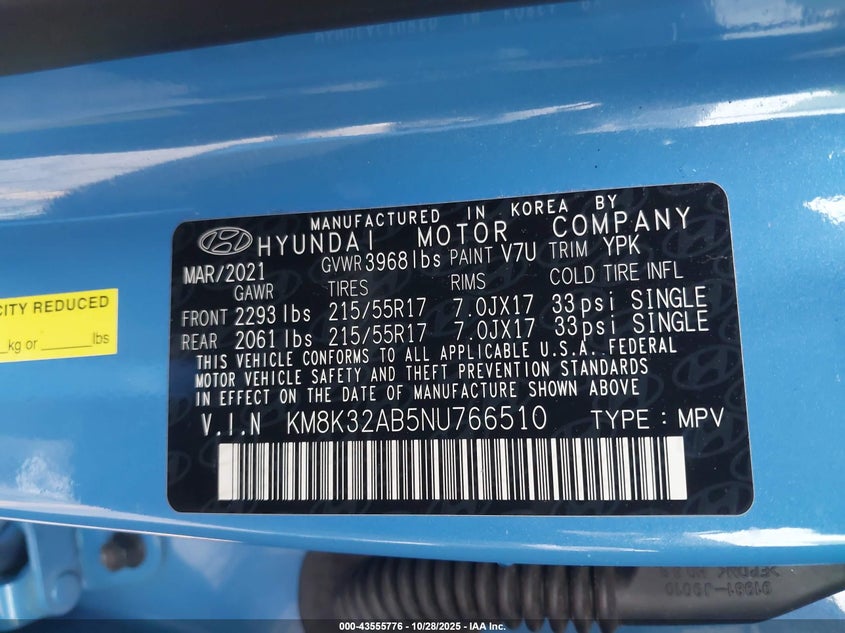 MANUFACTURED IN KOREA BY
HYUNDAI MOTOR COMPANY
MAR/2021 GVWR 3968 lbs PAINT V7U TRIM YPK
GAWR TIRES RIMS COLD TIRE INFL
FRONT 2293 lbs 215/55R17 7.0JX17 33 psi SINGLE
REAR 2061 lbs 215/55R17 7.0JX17 33 psi SINGLE
THIS VEHICLE CONFORMS TO ALL APPLICABLE U.S.A. FEDERAL
MOTOR VEHICLE SAFETY AND THEFT PREVENTION STANDARDS
IN EFFECT ON THE DATE OF MANUFACTURE SHOWN ABOVE
V.I.N KM8K32AB5NU766510 TYPE : MPV
CITY REDUCED
kg or lbs
000-43555776 | 10/28/2025 | IAA Inc.